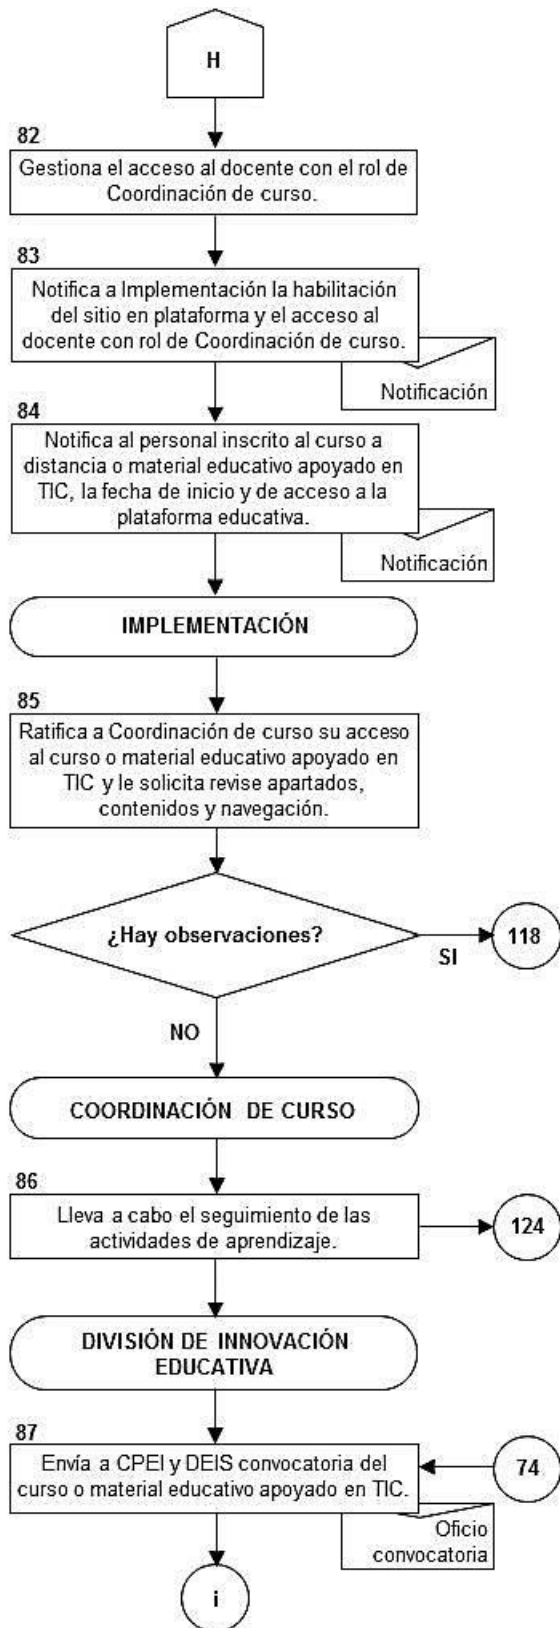 H
82
Gestiona el acceso al docente con el rol de
Coordinación de curso.
83
Notifica a Implementación la habilitación
del sitio en plataforma y el acceso al
docente con rol de Coordinación de curso.
Notificación
84
Notifica al personal inscrito al curso a
distancia o material educativo apoyado en
TIC, la fecha de inicio y de acceso a la
plataforma educativa.
Notificación
IMPLEMENTACIÓN
85
Ratifica a Coordinación de curso su acceso
al curso o material educativo apoyado en
TIC y le solicita revise apartados,
contenidos y navegación.
¿Hay observaciones?
118
SI
NO
COORDINACIÓN DE CURSO
86
Lleva a cabo el seguimiento de las
actividades de aprendizaje.
124
DIVISIÓN DE INNOVACIÓN
EDUCATIVA
87
Envía a CPEI y DEIS convocatoria del
curso o material educativo apoyado en TIC.
74
Oficio
convocatoria
i